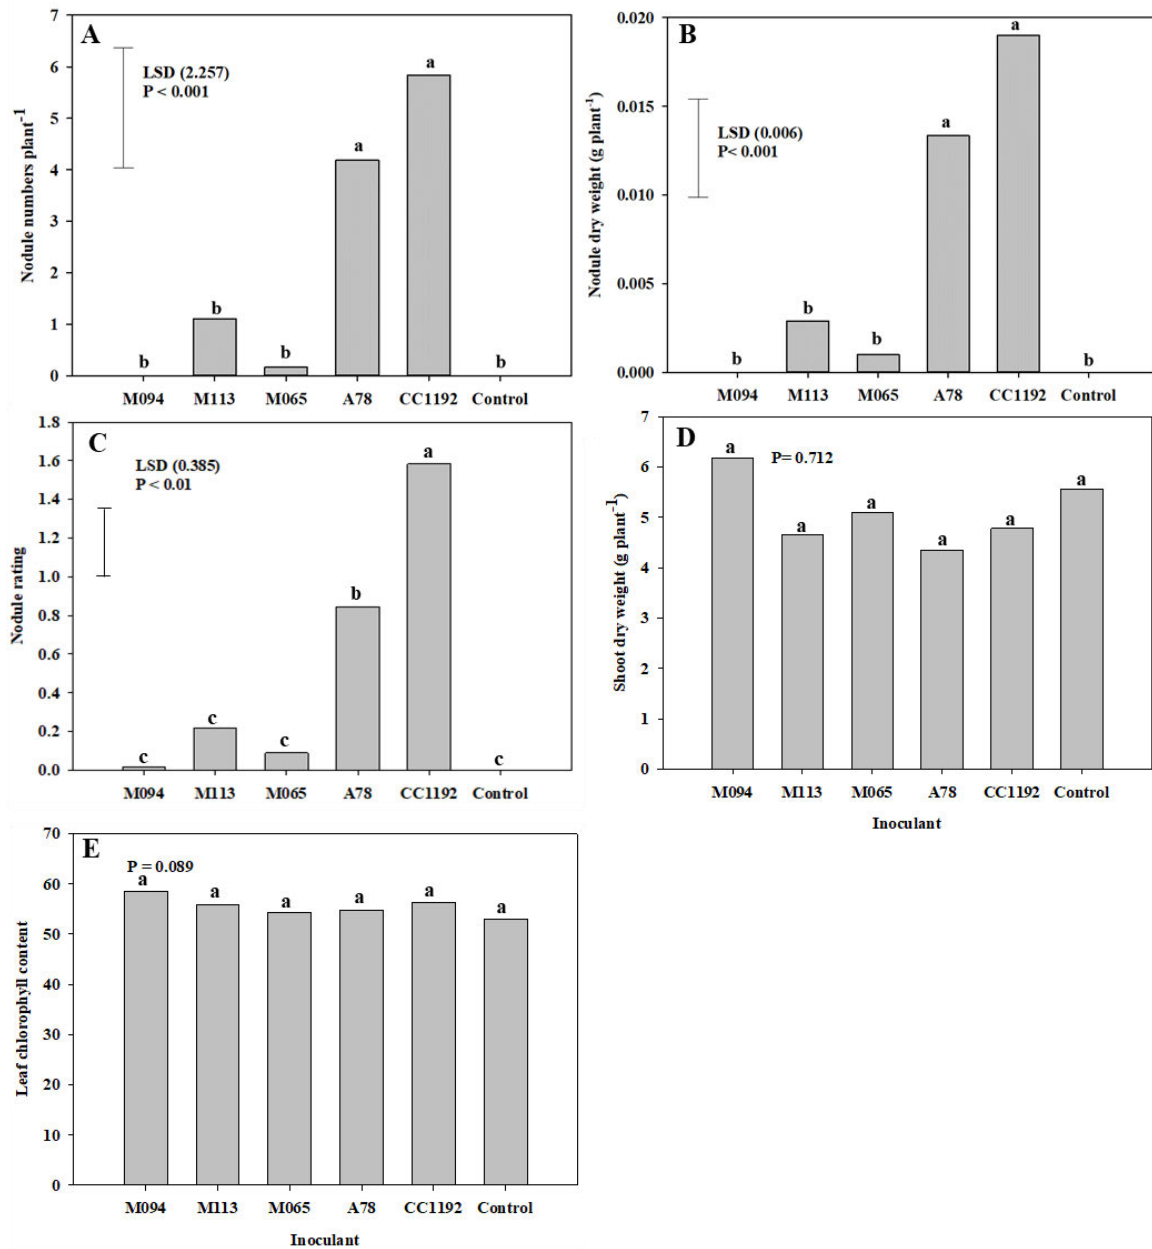 A
LSD (2.257)
P < 0.001
Nodule numbers plant⁻¹
7
6
5
4
3
2
1
0
b
b
b
a
a
b
M094 M113 M065 A78 CC1192 Control
B
LSD (0.006)
P< 0.001
Nodule dry weight (g plant⁻¹)
0.020
0.015
0.010
0.005
0.000
b
b
b
a
a
b
M094 M113 M065 A78 CC1192 Control
C
LSD (0.385)
P < 0.01
Nodule rating
1.8
1.6
1.4
1.2
1.0
0.8
0.6
0.4
0.2
0.0
c
c
c
b
a
c
M094 M113 M065 A78 CC1192 Control
D
P= 0.712
Shoot dry weight (g plant⁻¹)
7
6
5
4
3
2
1
0
a
a
a
a
a
a
M094 M113 M065 A78 CC1192 Control
Inoculant
E
P = 0.089
Leaf chlorophyll content
70
60
50
40
30
20
10
0
a
a
a
a
a
a
M094 M113 M065 A78 CC1192 Control
Inoculant